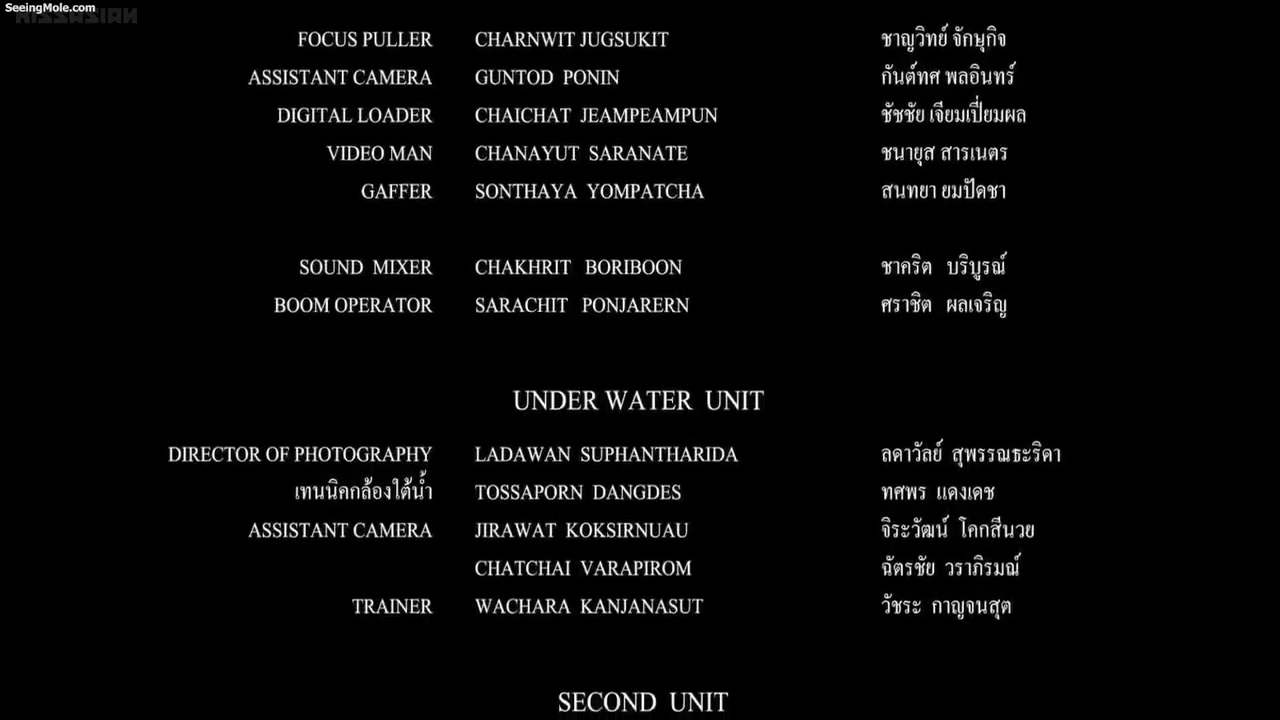 SeeingMole.com
KISSASIAN
FOCUS PULLER CHARNWIT JUGSUKIT ชาญวิทย์ จักษุกิจ
ASSISTANT CAMERA GUNTOD PONIN กันต์ทศ พลอินทร์
DIGITAL LOADER CHAICHAT JEAMPEAMPUN ชัชชัย เจียมเปี่ยมผล
VIDEO MAN CHANAYUT SARANATE ชนายุส สารเนตร
GAFFER SONTHAYA YOMPATCHA สนทยา ยมปัดชา
SOUND MIXER CHAKHRIT BORIBOON ชาคริต บริบูรณ์
BOOM OPERATOR SARACHIT PONJARERN ศราชิต ผลเจริญ
UNDER WATER UNIT
DIRECTOR OF PHOTOGRAPHY LADAWAN SUPHANTHARIDA ลดาวัลย์ สุพรรณธะริดา
เทนนิคกล้องใต้น้ำ TOSSAPORN DANGDES ทศพร แดงเดช
ASSISTANT CAMERA JIRAWAT KOKSIRNUAU จิระวัฒน์ โคกสีนวย
CHATCHAI VARAPIROM ฉัตรชัย วราภิรมณ์
TRAINER WACHARA KANJANASUT วัชระ กาญจนสุต
SECOND UNIT